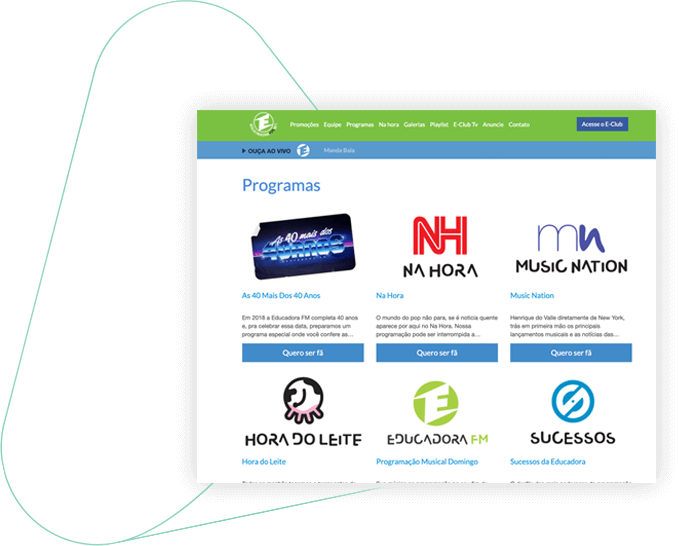 Promoções Equipe Programas Na hora Galerias Playlist E-Club Tv Anuncie Contato Acesse o E-Club
OUÇA AO VIVO Manda Bala
Programas
As 40 mais dos
4UANOS
NH
NA HORA
mn
MUSIC NATION
As 40 Mais Dos 40 Anos
Na Hora
Music Nation
Em 2018 a Educadora FM completa 40 anos
e, pra celebrar essa data, preparamos um
programa especial onde você confere as...
O mundo do pop não para, se é notícia quente
aparece por aqui no Na Hora. Nossa
programação pode ser interrompida a...
Henrique do Valle diretamente de New York,
trás em primeira mão os principais
lançamentos musicais e as notícias das...
Quero ser fã
Quero ser fã
Quero ser fã
HORA DO LEITE
EDUCADORA FM
SUCESSOS
Hora do Leite
Programação Musical Domingo
Sucessos da Educadora